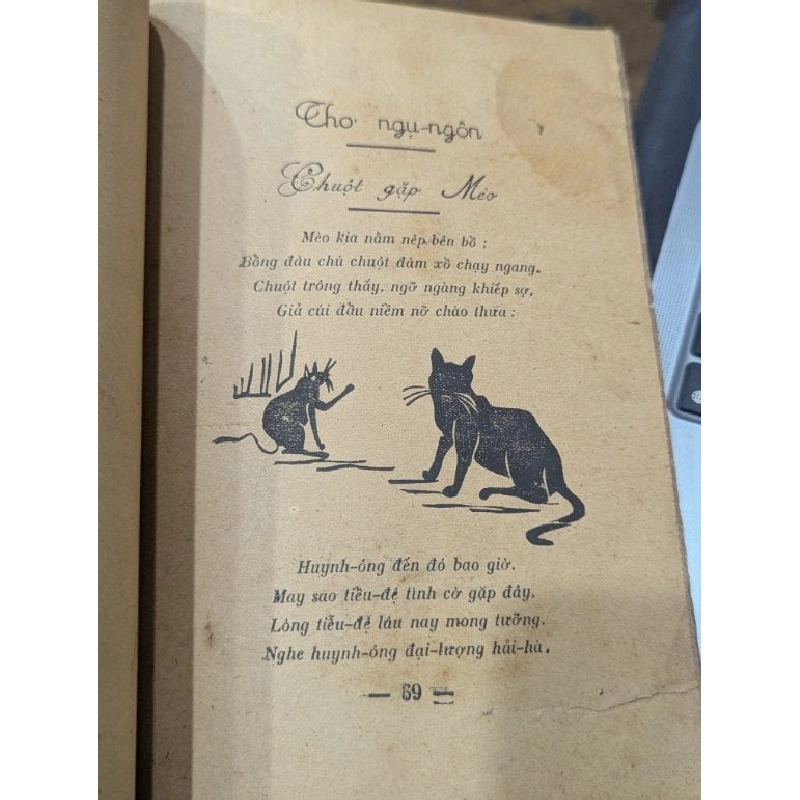 Thơ ngụ-ngôn
Chuột gặp Mèo
Mèo kia nằm nép bên bồ ;
Bỗng đâu chú chuột đâm xồ chạy ngang.
Chuột trông thấy, ngỡ ngàng khiếp sợ,
Giả cúi đầu niềm nỡ chào thưa :
Huynh-ông đến đó bao giờ.
May sao tiểu-đệ tình cờ gặp đây.
Lòng tiểu-đệ lâu nay mong tưởng.
Nghe huynh-ông đại-lượng hải-hà.
— 69 —